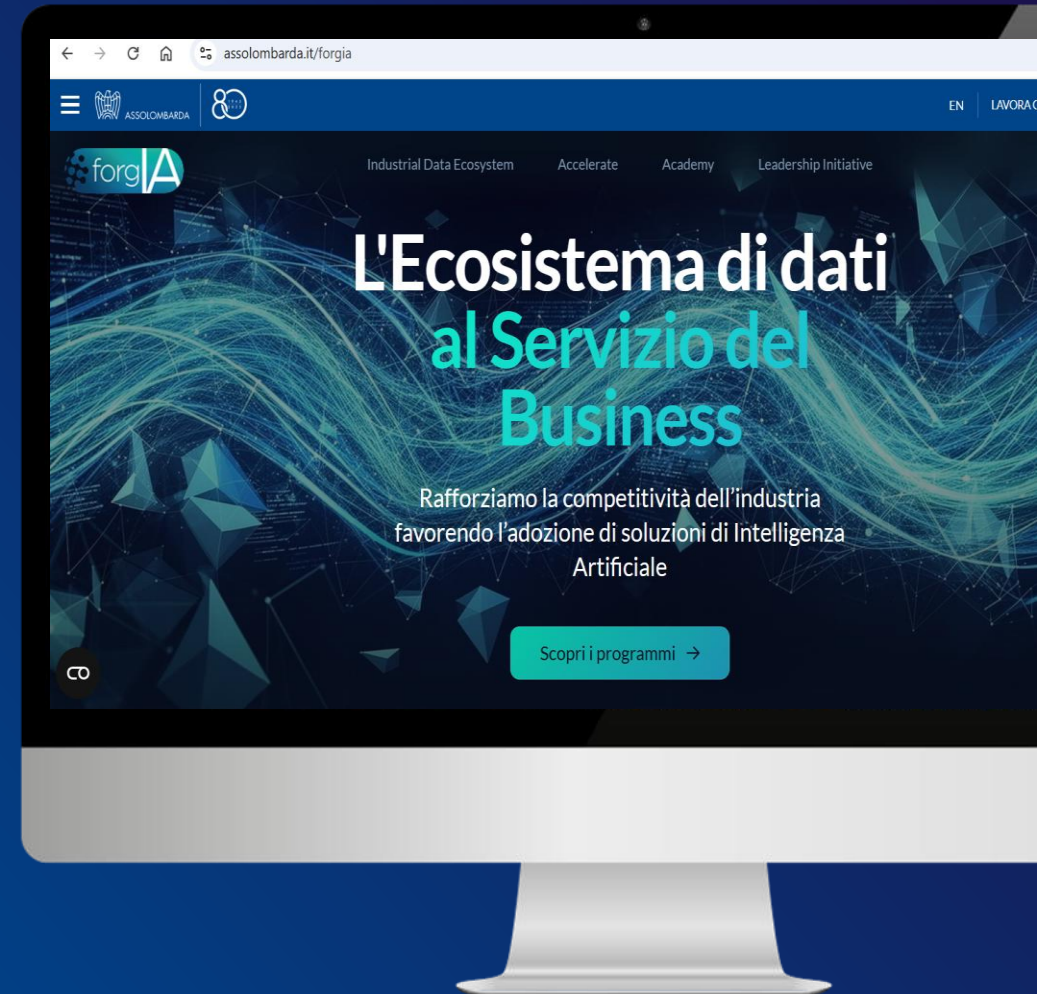 assolombarda.it/forgia
ASSOLOMBARDA
80
EN
LAVORA C
forgIA
Industrial Data Ecosystem
Accelerate
Academy
Leadership Initiative
L'Ecosistema di dati
al Servizio del
Business
Rafforziamo la competitività dell'industria
favorendo l'adozione di soluzioni di Intelligenza
Artificiale
Scopri i programmi →